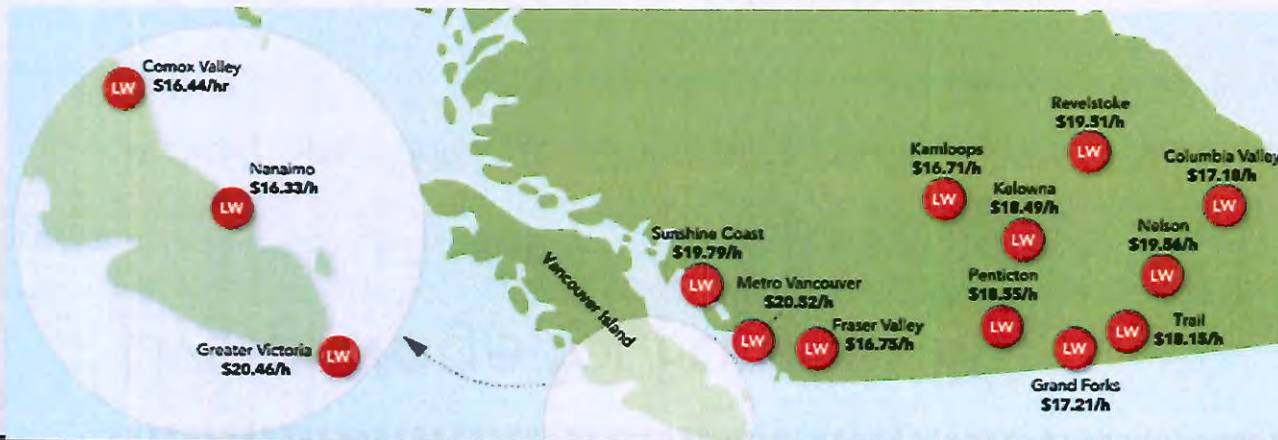 Comox Valley
$16.44/hr
LW
Nanaimo
$16.33/h
LW
Greater Victoria
$20.46/h
LW
Vancouver Island
Sunshine Coast
$19.79/h
LW
Metro Vancouver
$20.52/h
LW
Fraser Valley
$16.75/h
LW
Kamloops
$16.71/h
LW
Kelowna
$18.49/h
LW
Revelstoke
$19.51/h
LW
Columbia Valley
$17.18/h
LW
Nelson
$19.56/h
LW
Penticton
$18.55/h
LW
Trail
$18.15/h
LW
Grand Forks
$17.21/h
LW